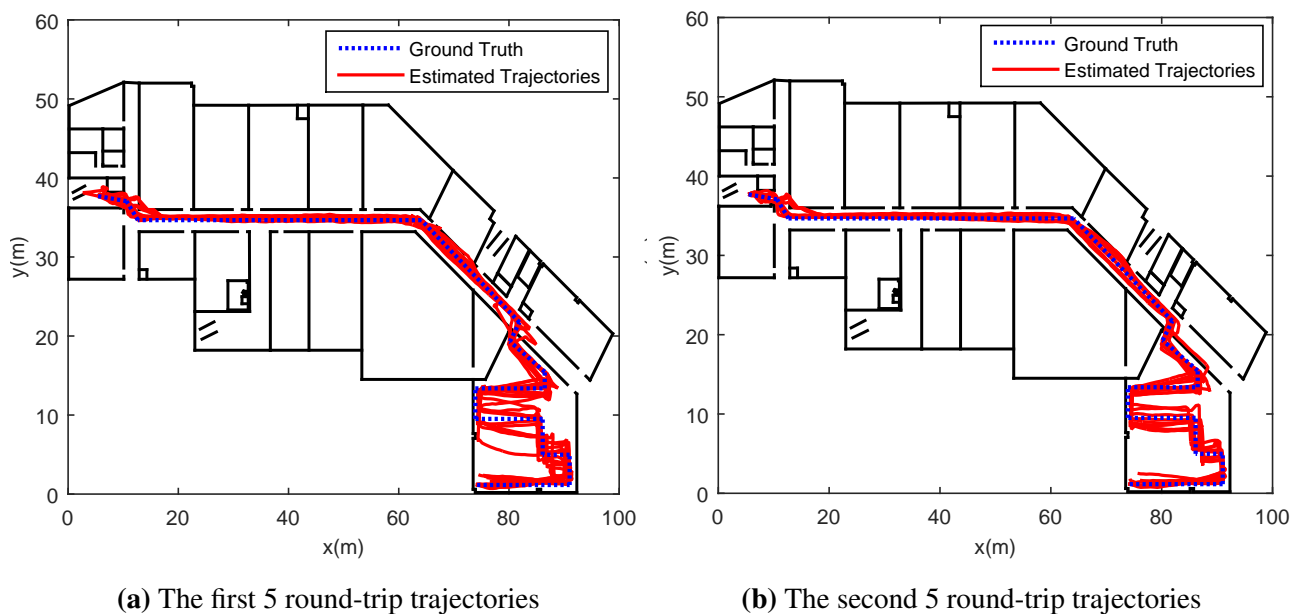 60
50
40
30
20
10
0
y(m)
0
20
40
60
80
100
x(m)
Ground Truth
Estimated Trajectories
(a) The first 5 round-trip trajectories
60
50
40
30
20
10
0
y(m)
0
20
40
60
80
100
x(m)
Ground Truth
Estimated Trajectories
(b) The second 5 round-trip trajectories